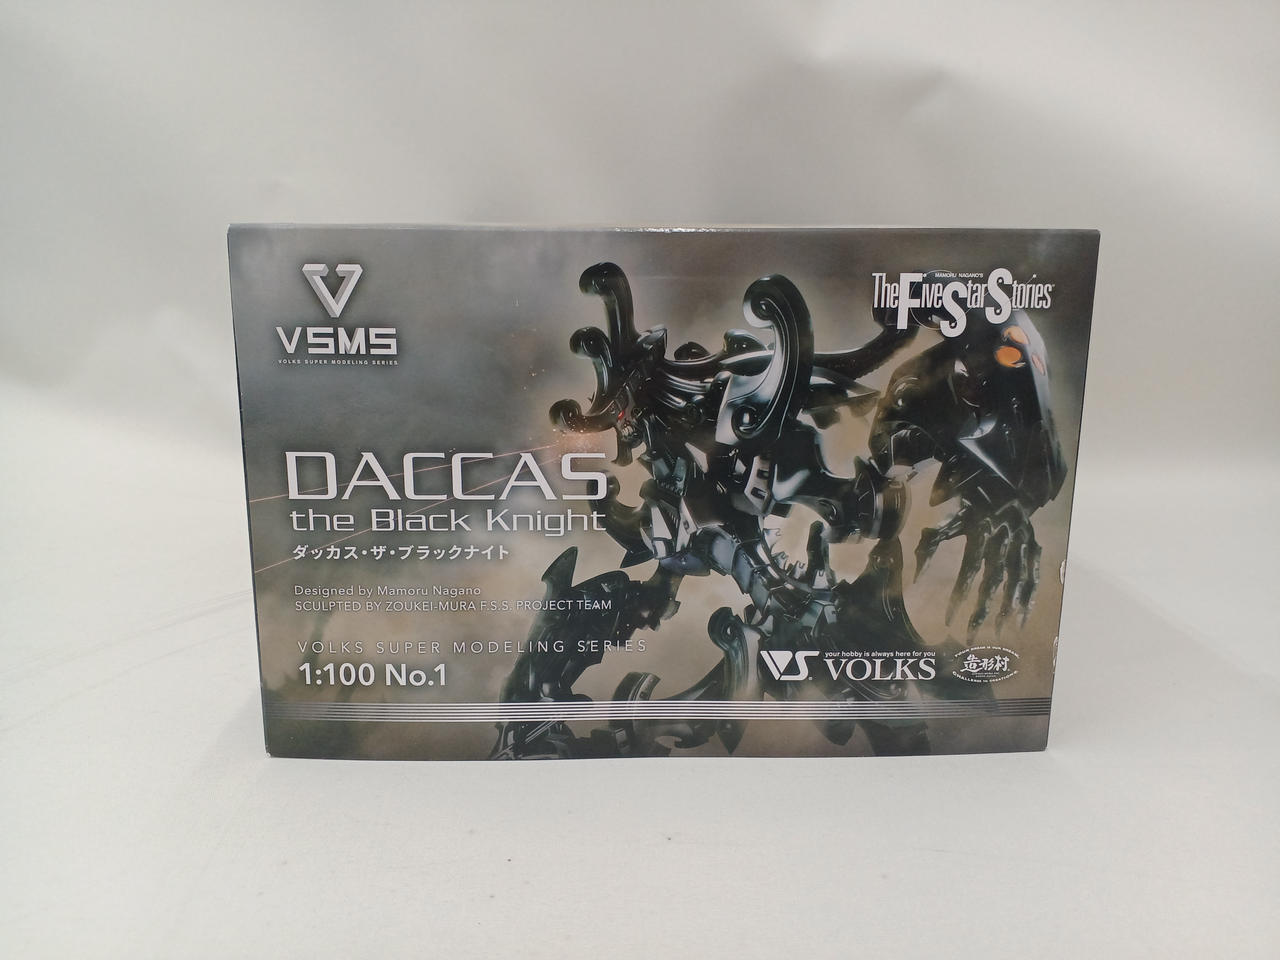 VSMS
VOLKS SUPER MODELING SERIES
MAMORU NAGANO'S
The Five Star Stories
DACCAS
the Black Knight
ダッカス・ザ・ブラックナイト
Designed by Mamoru Nagano
SCULPTED BY ZOUKEI-MURA F.S.S. PROJECT TEAM
VOLKS SUPER MODELING SERIES
1:100 No.1
your hobby is always here for you
VS. VOLKS
造形村